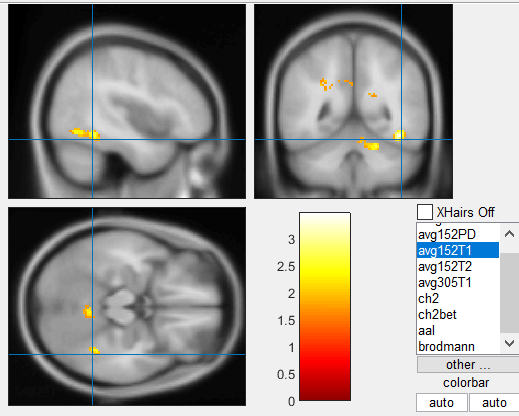 XHairs Off
avg152PD
avg152T1
avg152T2
avg305T1
ch2
ch2bet
aal
brodmann
other ...
colorbar
auto auto
3
2.5
2
1.5
1
0.5
0